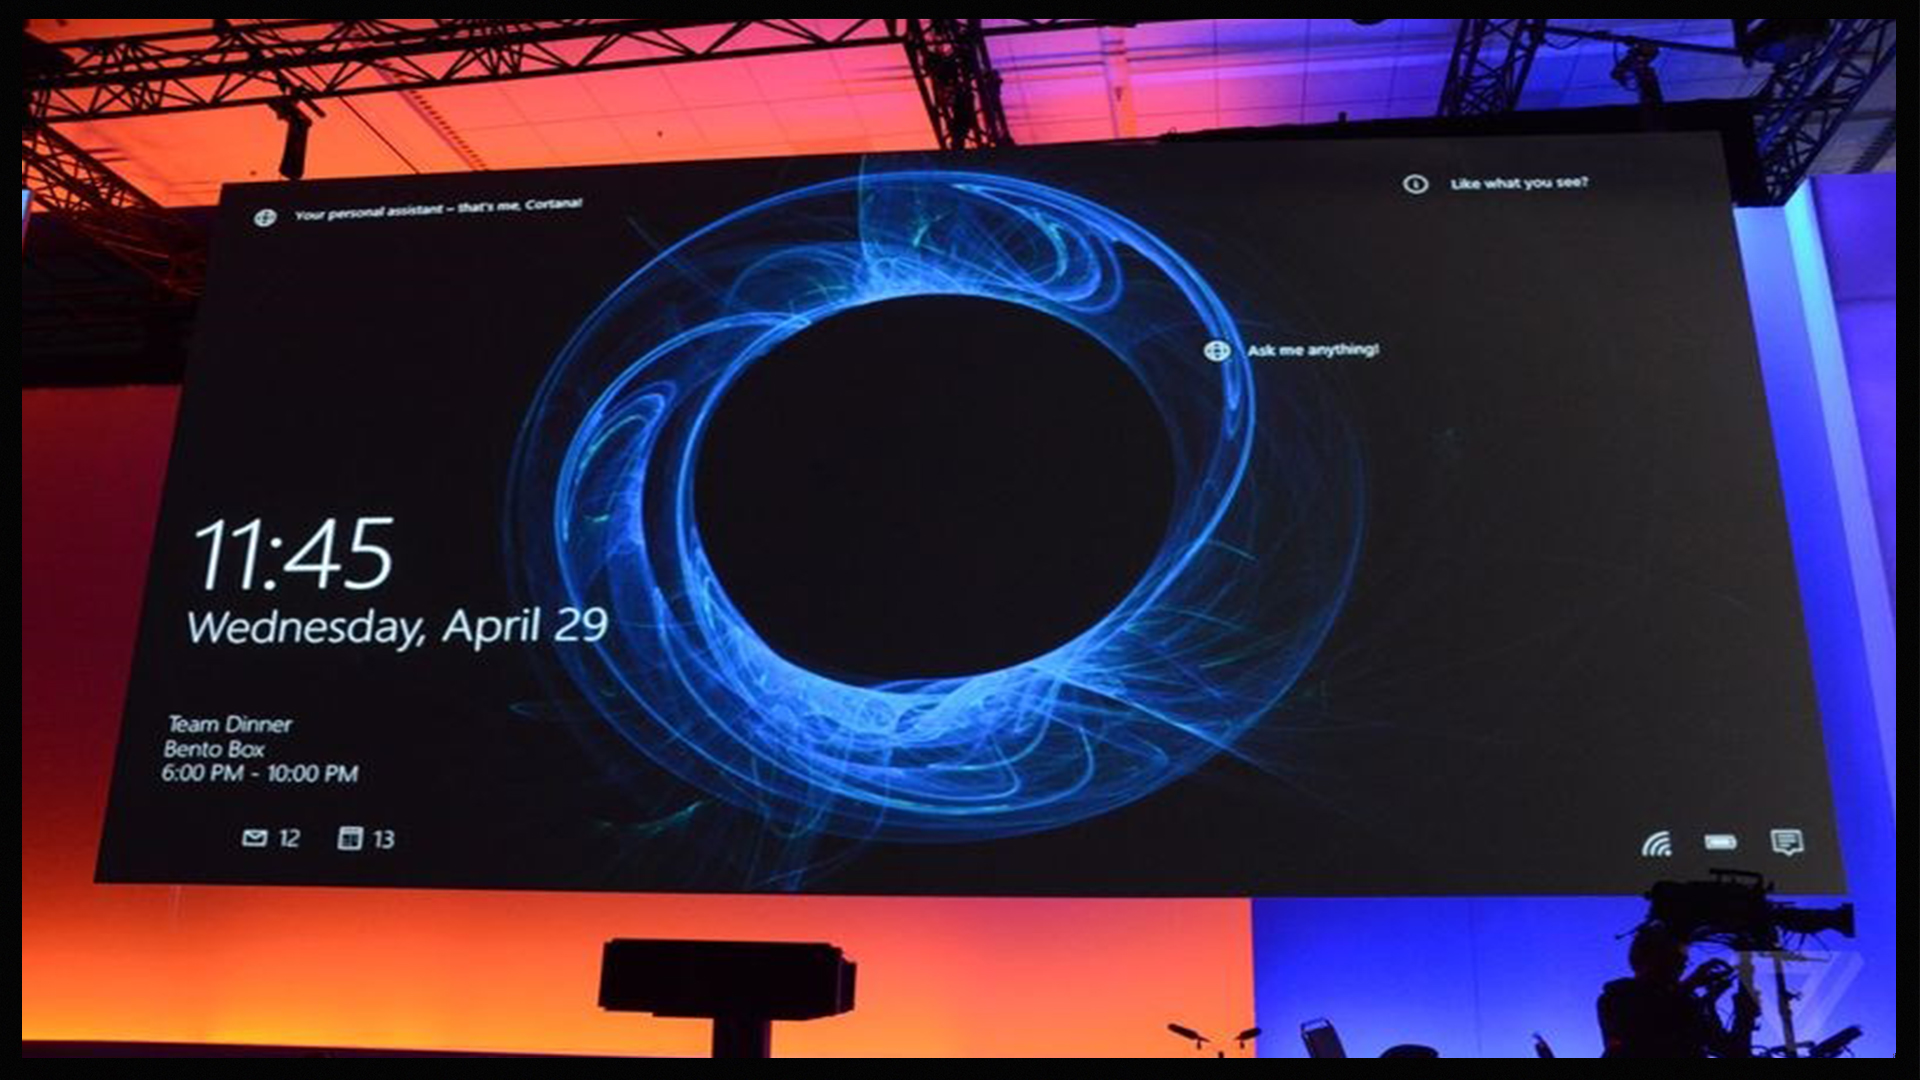 Your personal assistant – that's me, Cortana!
Like what you see?
Ask me anything!
11:45
Wednesday, April 29
Team Dinner
Bento Box
6:00 PM - 10:00 PM
12
13